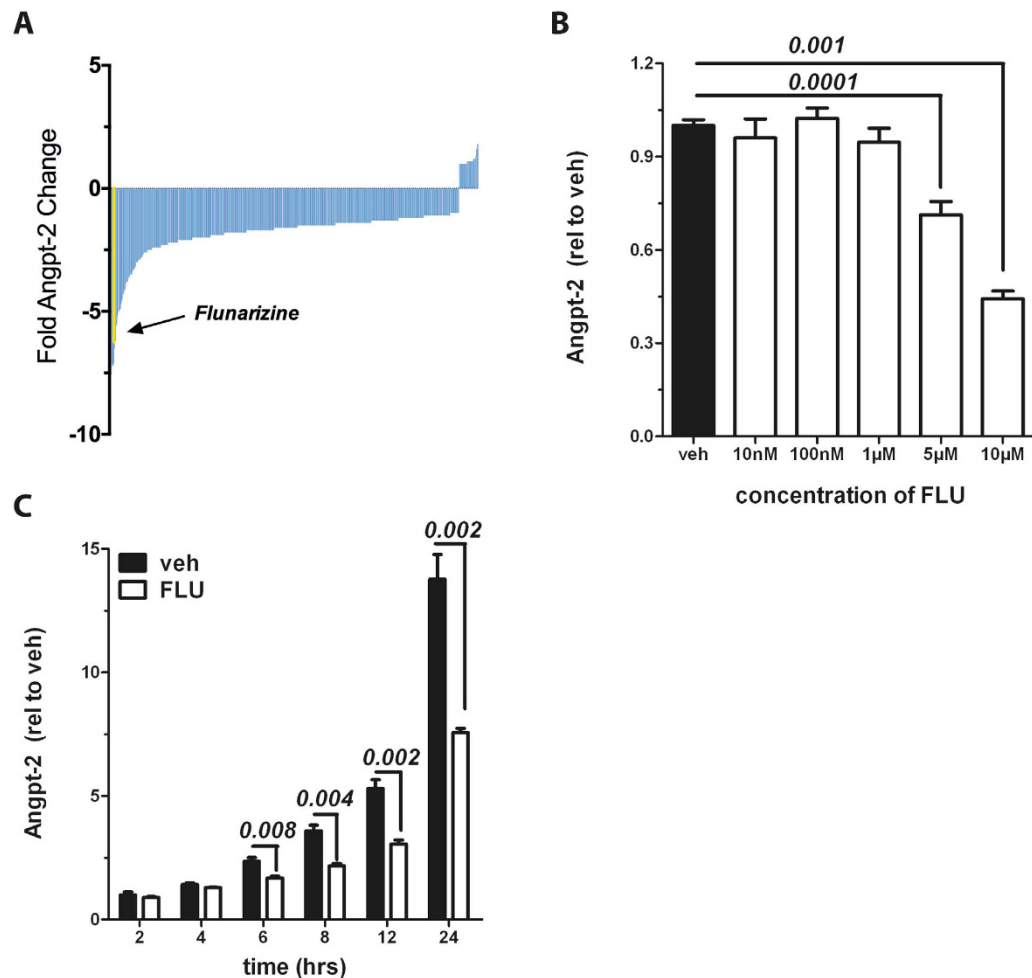 A
Fold Angpt-2 Change
5
0
-5
-10
Flunarizine
B
Angpt-2 (rel to veh)
1.2
0.9
0.6
0.3
0.0
0.001
0.0001
veh 10nM 100nM 1µM 5µM 10µM
concentration of FLU
C
Angpt-2 (rel to veh)
15
10
5
0
veh
FLU
0.008
0.004
0.002
0.002
2 4 6 8 12 24
time (hrs)